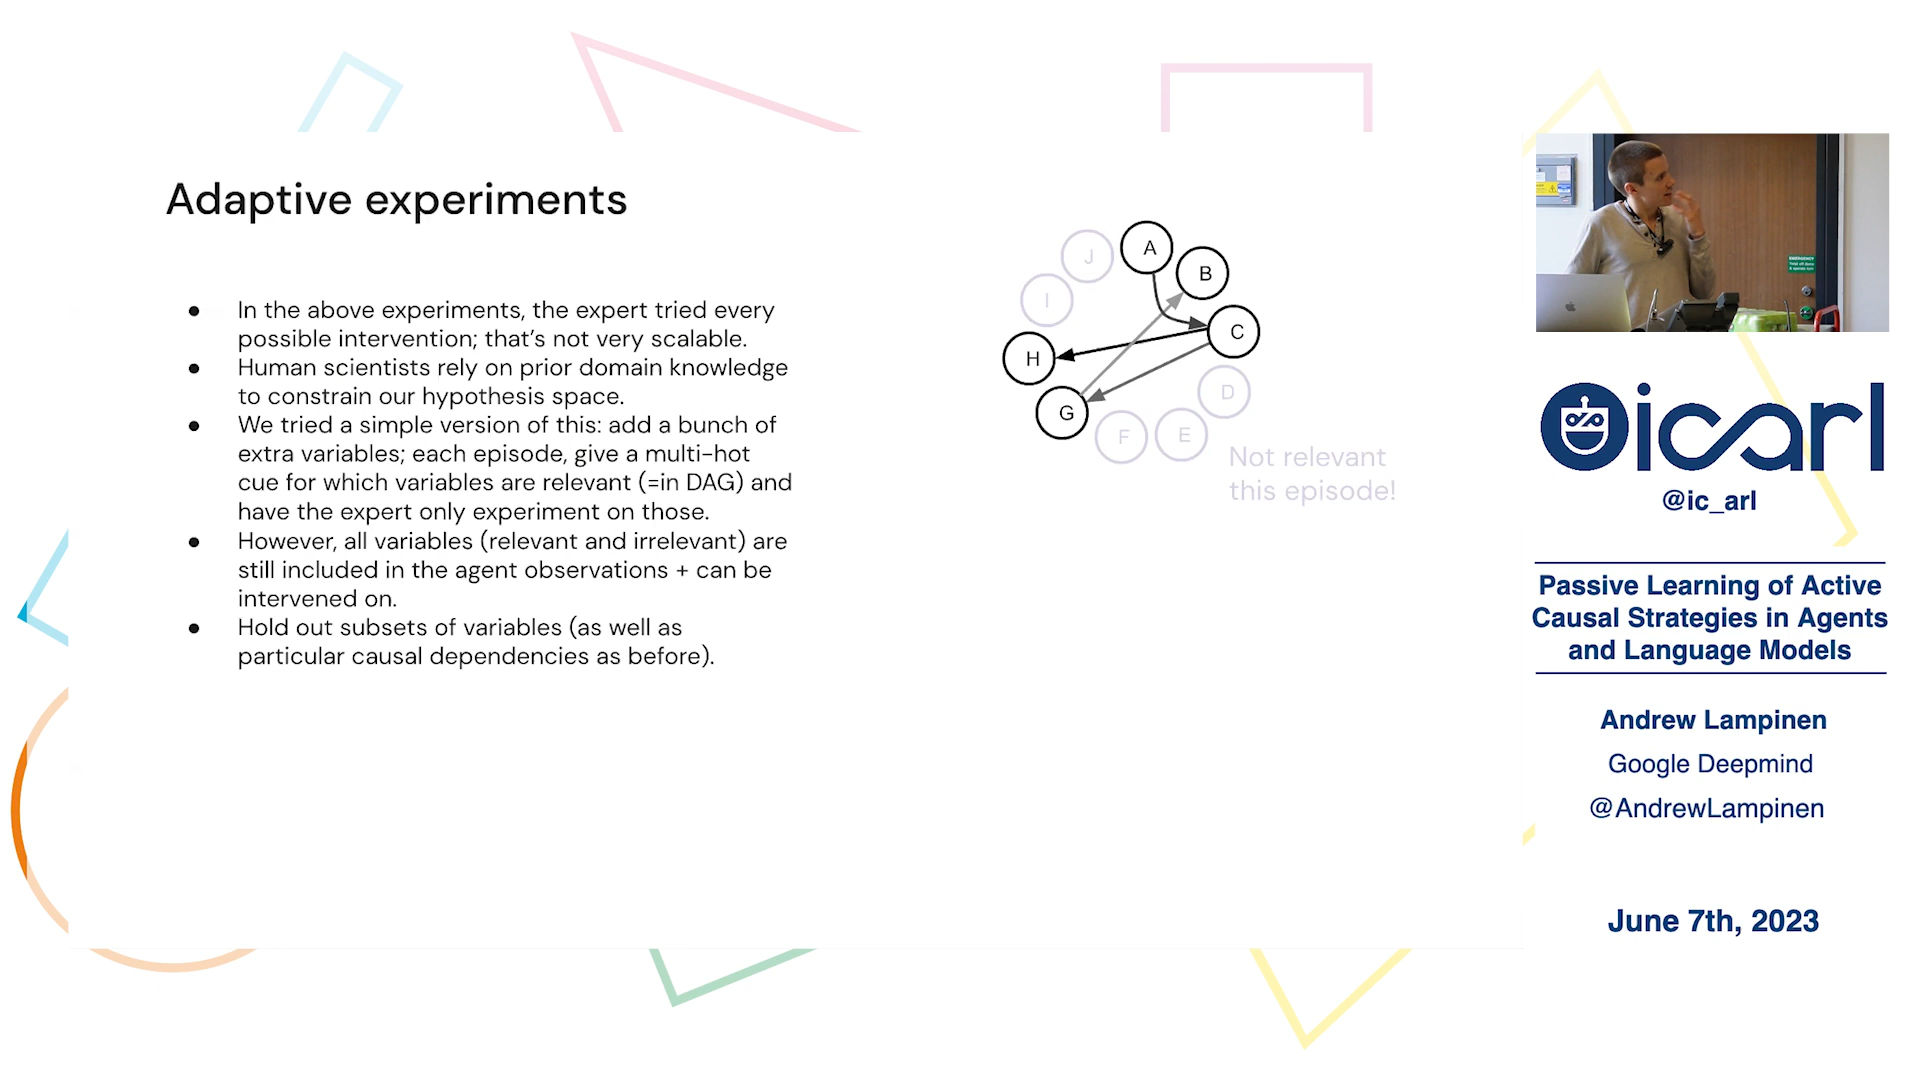 Adaptive experiments
● In the above experiments, the expert tried every
possible intervention; that's not very scalable.
● Human scientists rely on prior domain knowledge
to constrain our hypothesis space.
● We tried a simple version of this: add a bunch of
extra variables; each episode, give a multi-hot
cue for which variables are relevant (=in DAG) and
have the expert only experiment on those.
● However, all variables (relevant and irrelevant) are
still included in the agent observations + can be
intervened on.
● Hold out subsets of variables (as well as
particular causal dependencies as before).
A
B
C
D
E
F
G
H
I
J
Not relevant
this episode!
EMERGENCY
icarl
@ic_arl
Passive Learning of Active
Causal Strategies in Agents
and Language Models
Andrew Lampinen
Google Deepmind
@AndrewLampinen
June 7th, 2023